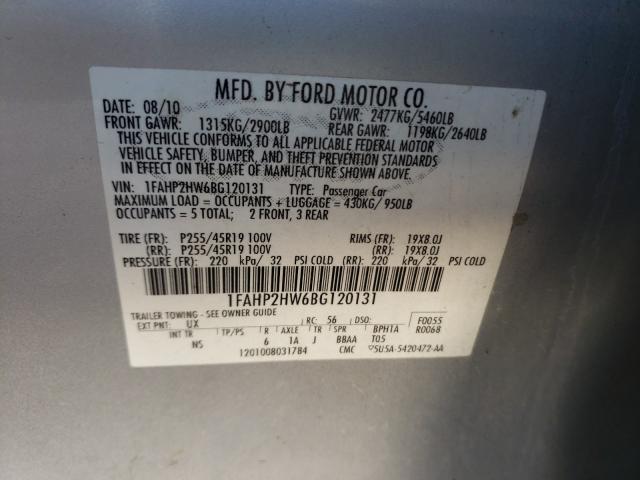 MFD. BY FORD MOTOR CO.
DATE: 08/10 GVWR: 2477KG/5460LB
FRONT GAWR: 1315KG/2900LB REAR GAWR: 1198KG/2640LB
THIS VEHICLE CONFORMS TO ALL APPLICABLE FEDERAL MOTOR
VEHICLE SAFETY, BUMPER, AND THEFT PREVENTION STANDARDS
IN EFFECT ON THE DATE OF MANUFACTURE SHOWN ABOVE.
VIN: 1FAHP2HW6BG120131 TYPE: Passenger Car
MAXIMUM LOAD = OCCUPANTS + LUGGAGE = 430KG/ 950LB
OCCUPANTS = 5 TOTAL; 2 FRONT, 3 REAR
TIRE (FR): P255/45R19 100V RIMS (FR): 19X8.0J
(RR): P255/45R19 100V (RR): 19X8.0J
PRESSURE (FR): 220 kPa/ 32 PSI COLD (RR): 220 kPa/ 32 PSI COLD
1FAHP2HW6BG120131
TRAILER TOWING - SEE OWNER GUIDE
EXT PNT: UX RC: 56 DSO: F0055
INT TR TP/PS R AXLE TR SPR BPHTA R0068
NS 6 1A J BBAA T05
1201008031784 CMC ▽5U5A-5420472-AA